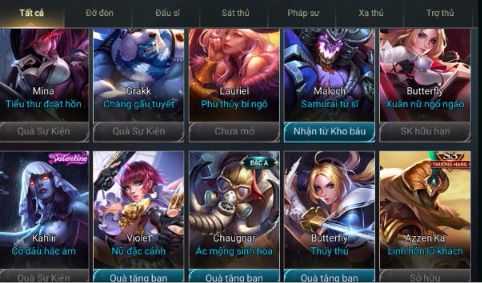 Tất cả Đỡ đòn Đấu sĩ Sát thủ Pháp sư Xạ thủ Trợ thủ
Mina Grakk Lauriel Maloch Butterfly
Tiểu thư đoạt hồn Chàng gấu tuyết Phù thủy bí ngô Samurai tử sĩ Xuân nữ ngổ ngáo
Quà Sự Kiện Quà Sự Kiện Chưa mở Nhận từ Kho báu SK hữu hạn
Valentine BẬC A S37
THƯỞNG HẠNG
Kahlii Violet Chaugnar Butterfly Azzen'Ka
Cô dâu hắc ám Nữ đặc cảnh Ác mộng sinh hóa Thủy thủ Linh hồn lữ khách
Quà Sự Kiện Quà tặng bạn Quà tặng bạn Quà tặng bạn Sở hữu